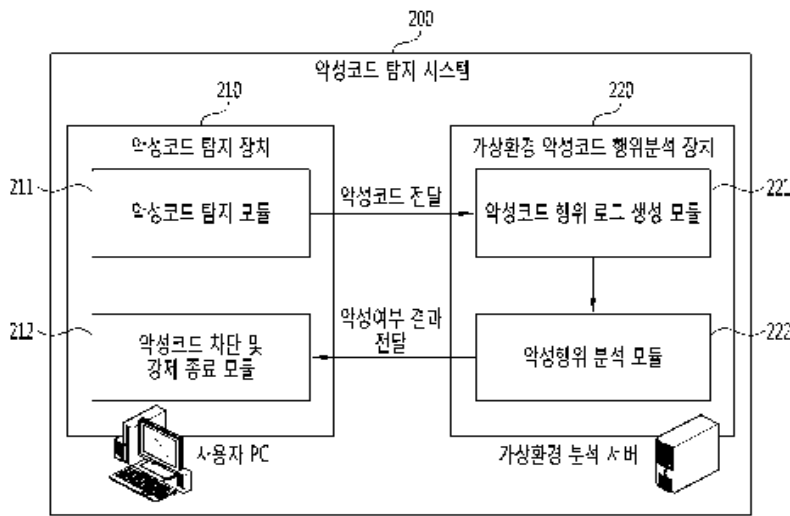 200
악성코드 탐지 시스템
210
220
악성코드 탐지 장치
가상환경 악성코드 행위분석 장치
211
악성코드 탐지 모듈
악성코드 전달
악성코드 행위 로그 생성 모듈
221
212
악성코드 차단 및
강제 종료 모듈
악성여부 결과
전달
악성행위 분석 모듈
222
사용자 PC
가상환경 분석 서버